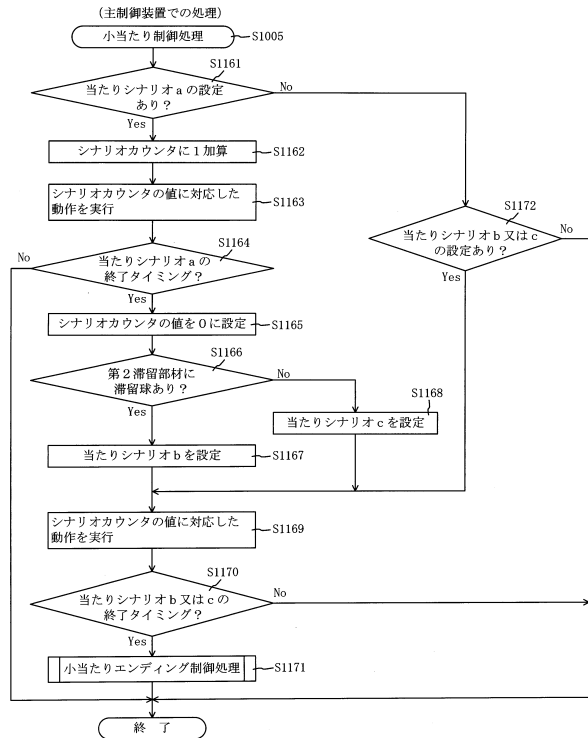 (主制御装置での処理)
小当たり制御処理
S1005
S1161
当たりシナリオaの設定
あり?
No
Yes
シナリオカウンタに1加算
S1162
シナリオカウンタの値に対応した
動作を実行
S1163
S1172
当たりシナリオb又はc
の設定あり?
No
Yes
S1164
No
当たりシナリオaの
終了タイミング?
Yes
シナリオカウンタの値を0に設定
S1165
S1166
第2滞留部材に
滞留球あり?
No
Yes
S1168
当たりシナリオcを設定
当たりシナリオbを設定
S1167
シナリオカウンタの値に対応した
動作を実行
S1169
S1170
当たりシナリオb又はcの
終了タイミング?
No
Yes
小当たりエンディング制御処理
S1171
終 了